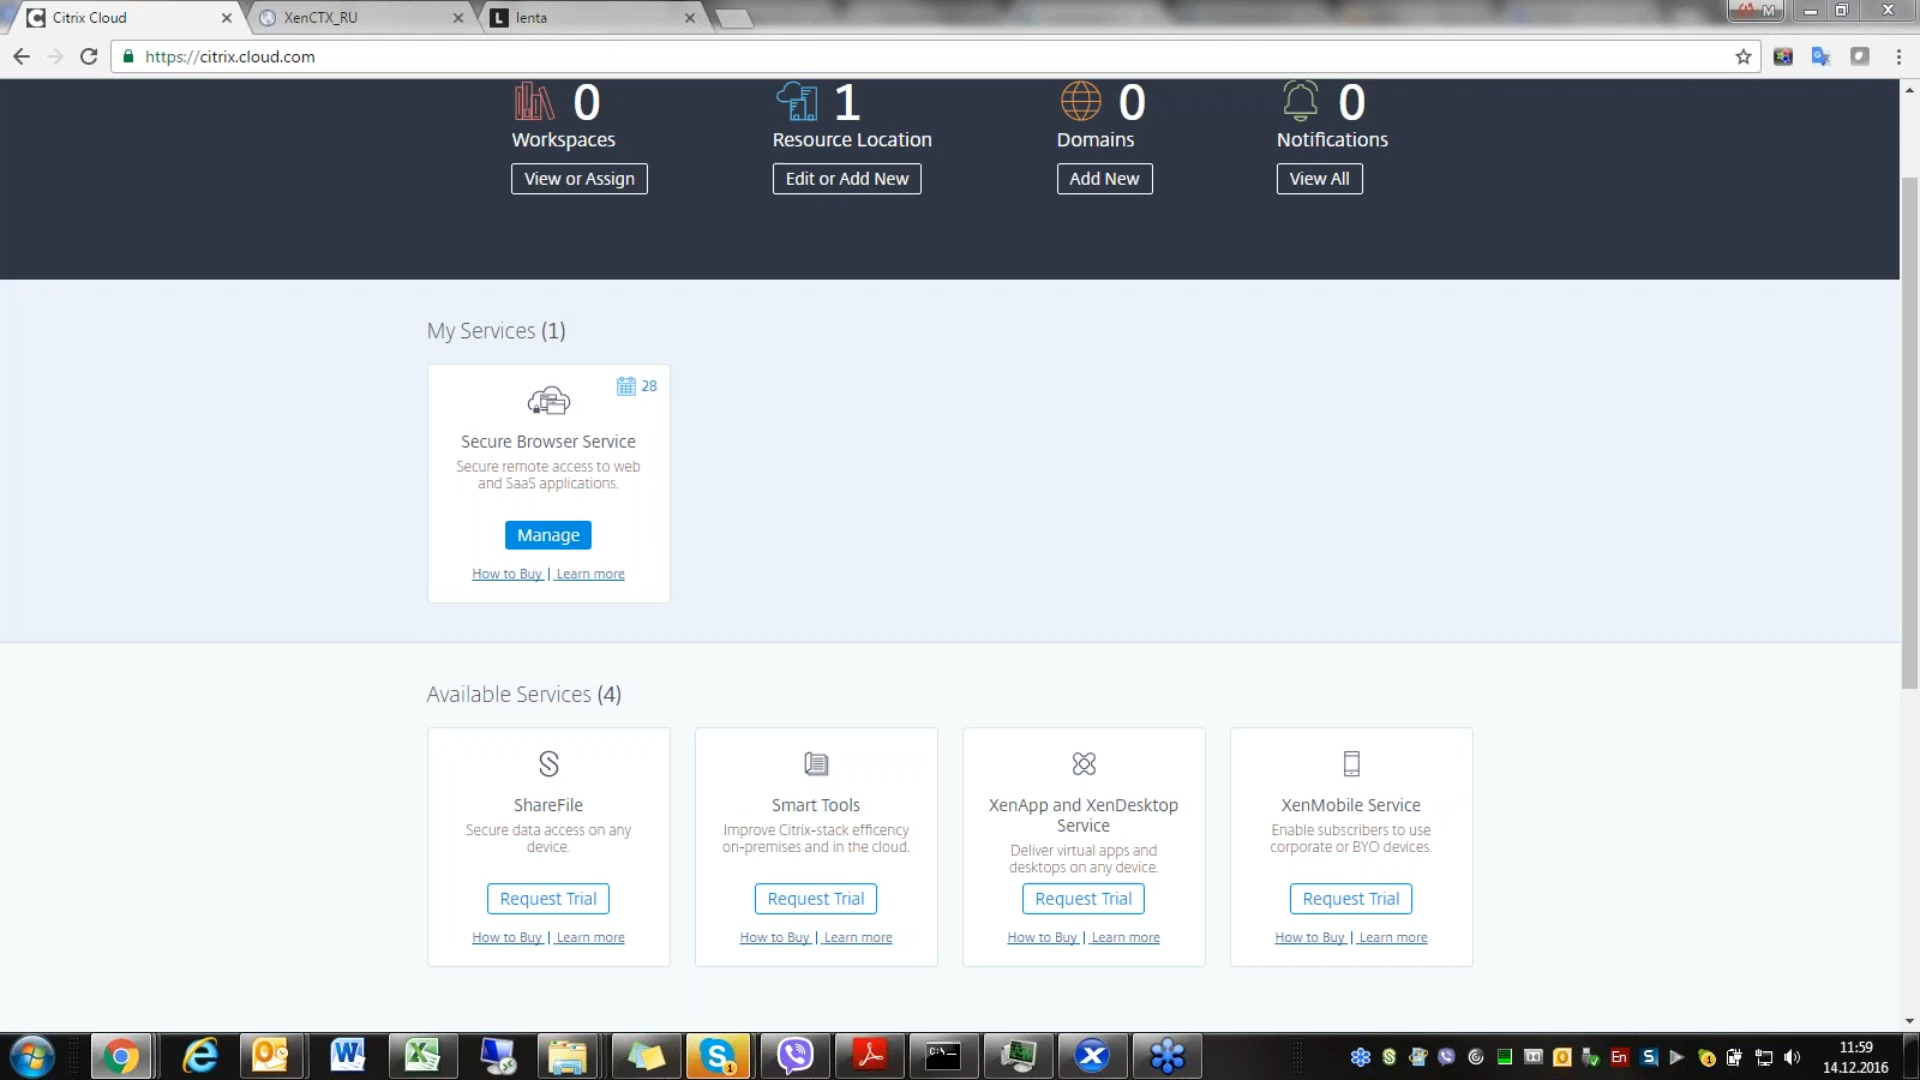 Citrix Cloud
XenCTX_RU
L
lenta
M
https://citrix.cloud.com
0
Workspaces
View or Assign
1
Resource Location
Edit or Add New
0
Domains
Add New
0
Notifications
View All
My Services (1)
28
Secure Browser Service
Secure remote access to web
and SaaS applications.
Manage
How to Buy | Learn more
Available Services (4)
ShareFile
Secure data access on any
device.
Request Trial
How to Buy | Learn more
Smart Tools
Improve Citrix-stack efficency
on-premises and in the cloud.
Request Trial
How to Buy | Learn more
XenApp and XenDesktop
Service
Deliver virtual apps and
desktops on any device.
Request Trial
How to Buy | Learn more
XenMobile Service
Enable subscribers to use
corporate or BYO devices.
Request Trial
How to Buy | Learn more
C:\_
1
En
11:59
14.12.2016